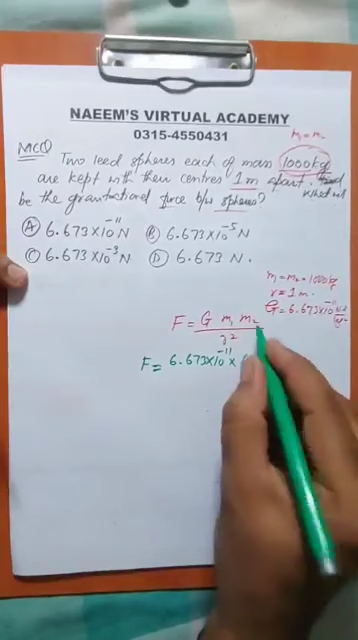 NAEEM'S VIRTUAL ACADEMY
0315-4550431
m₁ = m₂
MCQ Two lead spheres each of mass 1000kg
are kept with their centres 1m apart. What will
be the gravitational force b/w spheres?
(A) 6.673×10⁻¹¹N (B) 6.673×10⁻⁵N
(C) 6.673×10⁻³N (D) 6.673 N.
m₁ = m₂ = 1000kg
r = 1m.
G = 6.673×10⁻¹¹ Nm²/kg²
F = G m₁ m₂
r²
F = 6.673×10⁻¹¹ ×